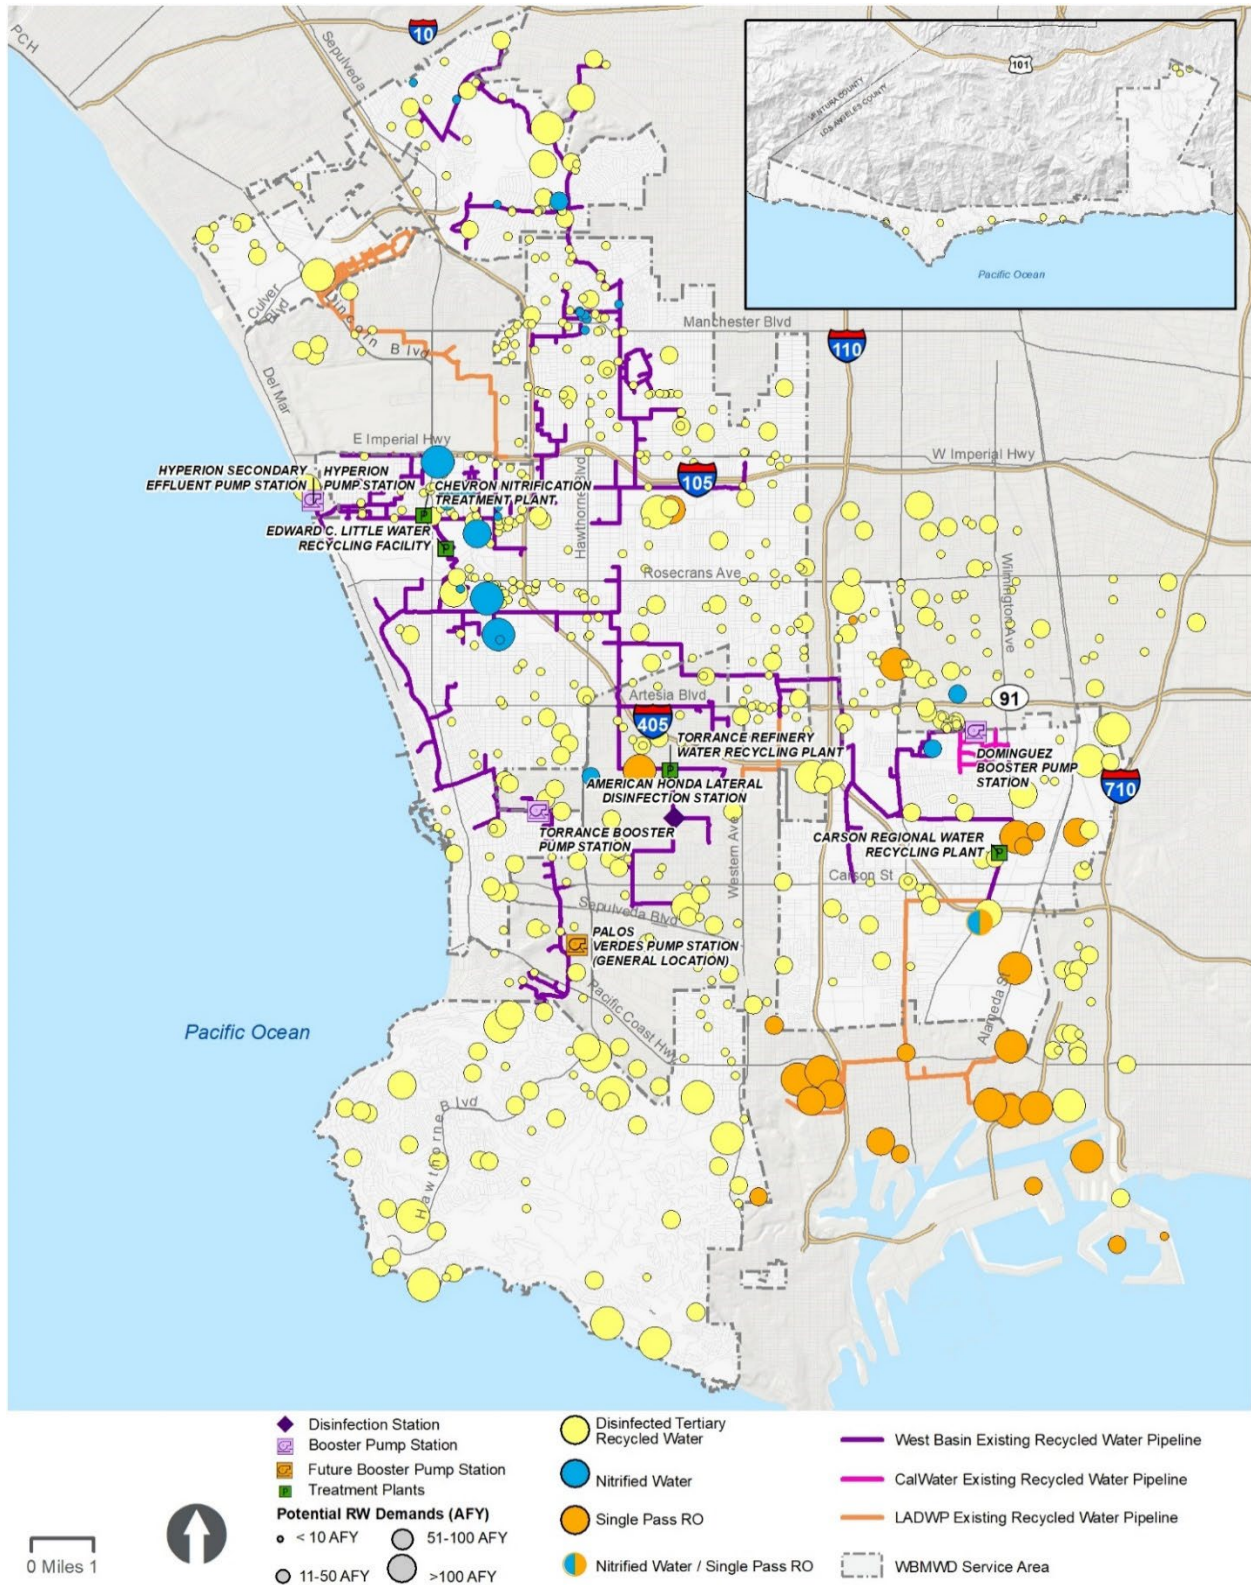 PCH
10
Sepulveda
101
VENTURA COUNTY
LOS ANGELES COUNTY
Pacific Ocean
Culver
Blvd
Lincoln Blvd
Manchester Blvd
110
Del Mar
E Imperial Hwy
W Imperial Hwy
HYPERION SECONDARY
EFFLUENT PUMP STATION
HYPERION
PUMP STATION
CHEVRON NITRIFICATION
TREATMENT PLANT
105
Hawthorne Blvd
EDWARD C. LITTLE WATER
RECYCLING FACILITY
Rosecrans Ave
Wilmington Ave
Artesia Blvd
91
405
TORRANCE REFINERY
WATER RECYCLING PLANT
DOMINGUEZ
BOOSTER PUMP
STATION
710
AMERICAN HONDA LATERAL
DISINFECTION STATION
TORRANCE BOOSTER
PUMP STATION
Western Ave
CARSON REGIONAL WATER
RECYCLING PLANT
Carson St
Sepulveda Blvd
PALOS
VERDES PUMP STATION
(GENERAL LOCATION)
Pacific Coast Hwy
Alameda St
Pacific Ocean
Hawthorne Blvd
Disinfection Station
Booster Pump Station
Future Booster Pump Station
P Treatment Plants
Potential RW Demands (AFY)
< 10 AFY
51-100 AFY
11-50 AFY
>100 AFY
0 Miles 1
Disinfected Tertiary
Recycled Water
Nitrified Water
Single Pass RO
Nitrified Water / Single Pass RO
West Basin Existing Recycled Water Pipeline
CalWater Existing Recycled Water Pipeline
LADWP Existing Recycled Water Pipeline
WBMWD Service Area